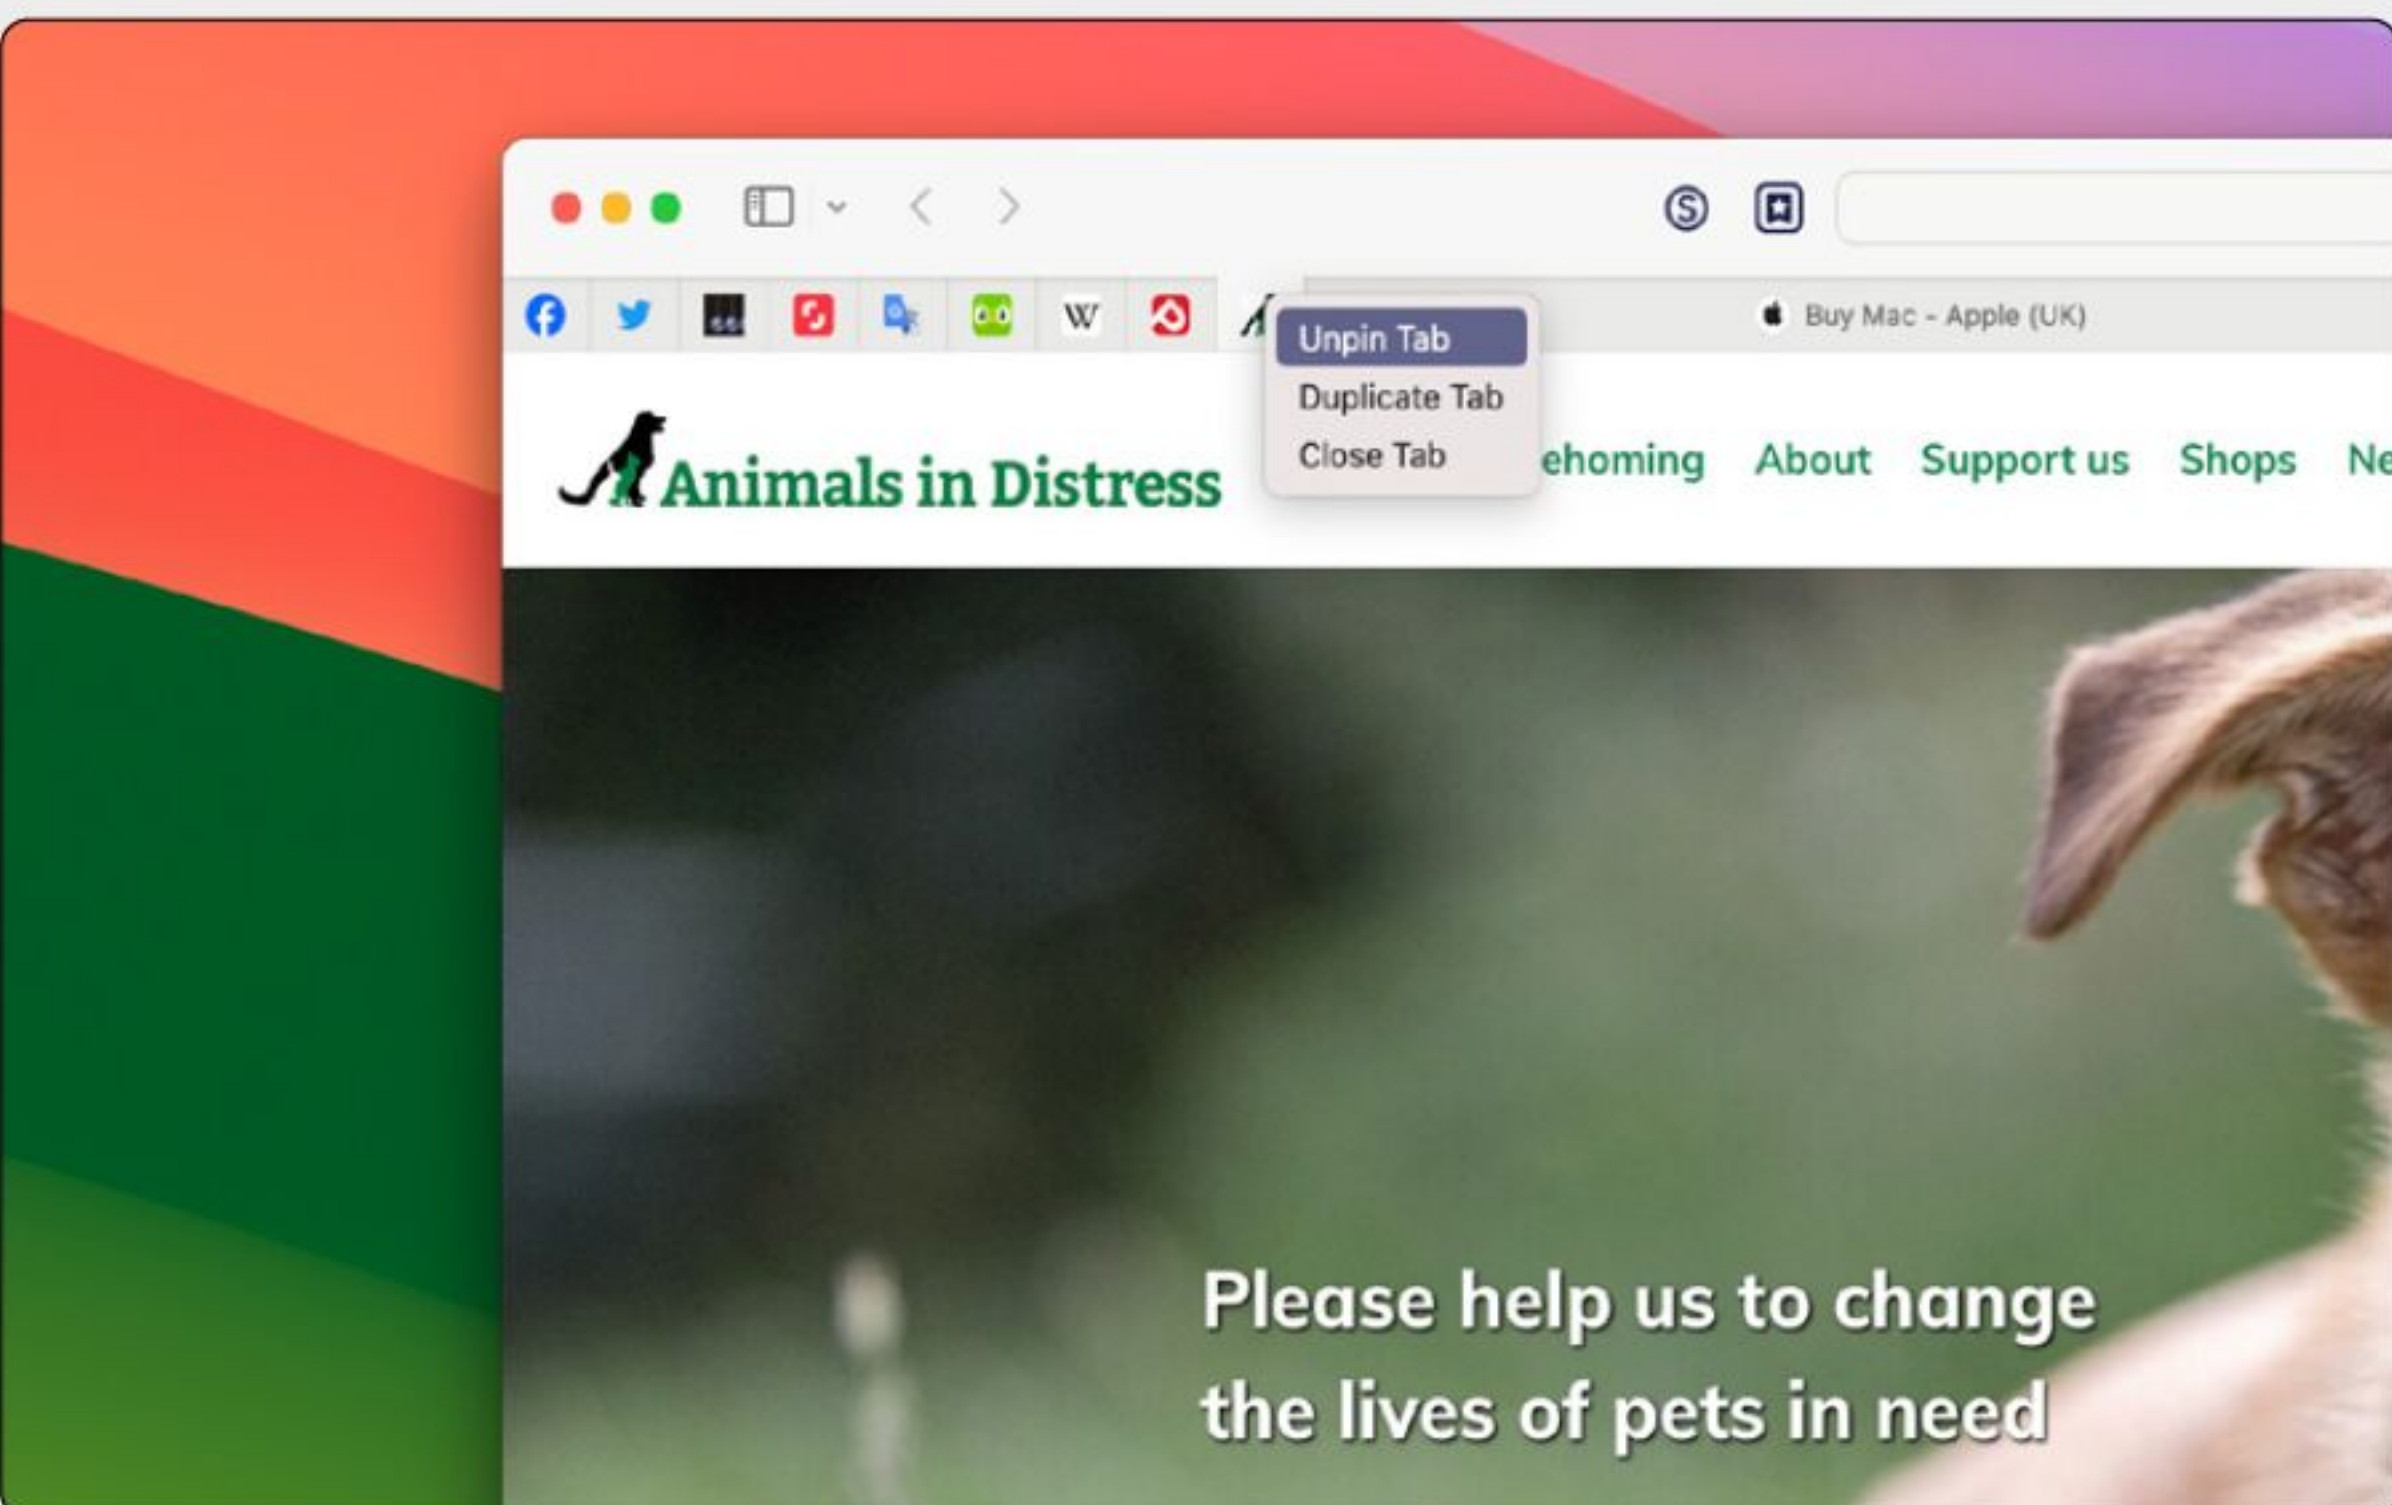 Buy Mac - Apple (UK)
Unpin Tab
Duplicate Tab
Close Tab
Animals in Distress
ehoming About Support us Shops Ne
Please help us to change
the lives of pets in need